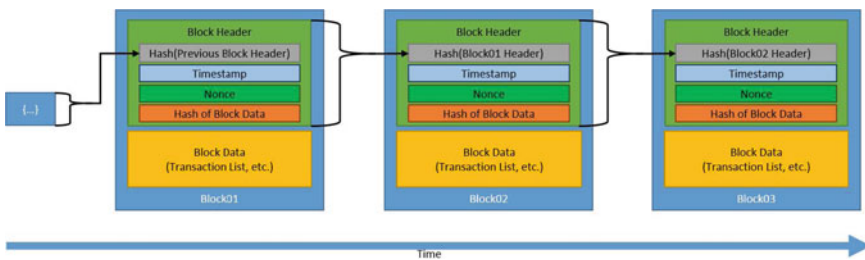 {...}
Block Header
Hash(Previous Block Header)
Timestamp
Nonce
Hash of Block Data
Block Data
(Transaction List, etc.)
Block01
Block Header
Hash(Block01 Header)
Timestamp
Nonce
Hash of Block Data
Block Data
(Transaction List, etc.)
Block02
Block Header
Hash(Block02 Header)
Timestamp
Nonce
Hash of Block Data
Block Data
(Transaction List, etc.)
Block03
Time